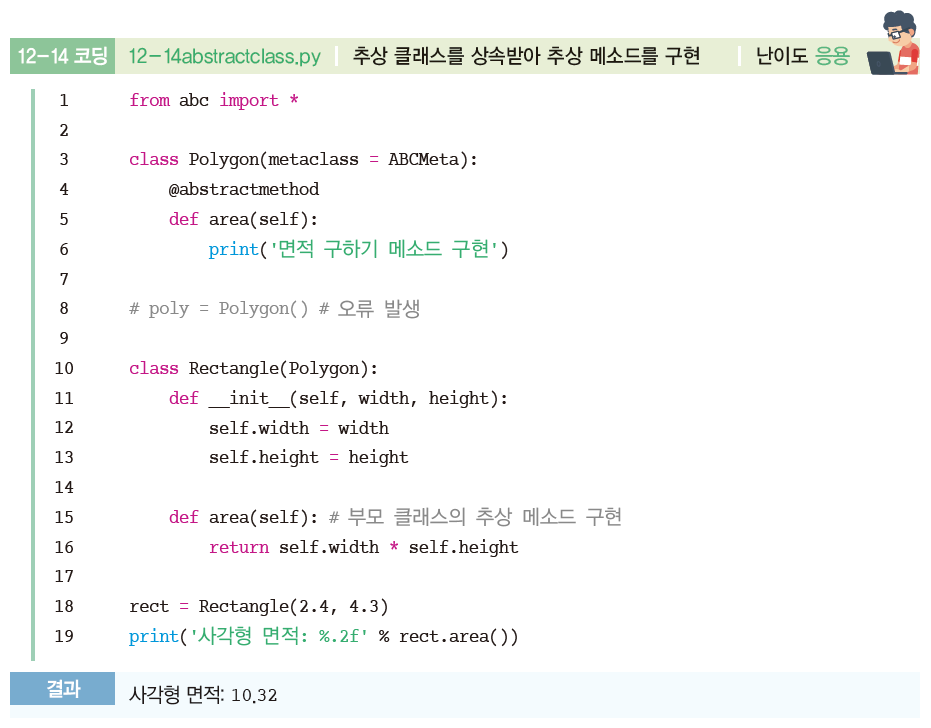 12-14 코딩 12-14abstractclass.py 추상 클래스를 상속받아 추상 메소드를 구현 난이도 응용
1 from abc import *
2
3 class Polygon(metaclass = ABCMeta):
4     @abstractmethod
5     def area(self):
6         print('면적 구하기 메소드 구현')
7
8 # poly = Polygon() # 오류 발생
9
10 class Rectangle(Polygon):
11     def __init__(self, width, height):
12         self.width = width
13         self.height = height
14
15     def area(self): # 부모 클래스의 추상 메소드 구현
16         return self.width * self.height
17
18 rect = Rectangle(2.4, 4.3)
19 print('사각형 면적: %.2f' % rect.area())
결과 사각형 면적: 10.32